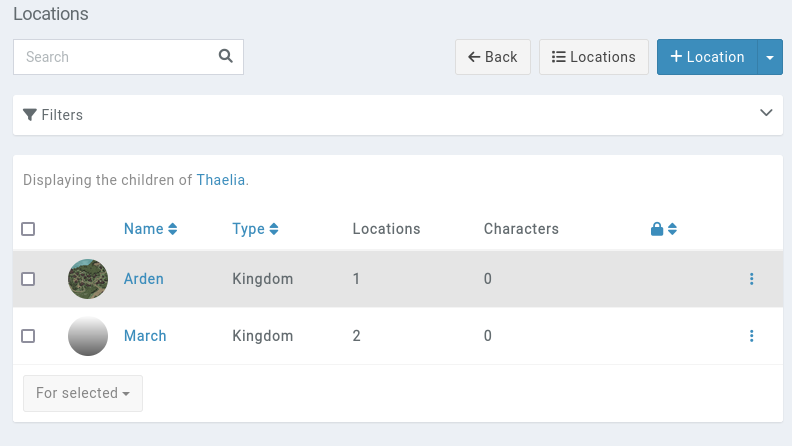 Locations
Search
Back
Locations
Location
Filters
Displaying the children of Thaelia.
Name Type Locations Characters
Arden Kingdom 1 0
March Kingdom 2 0
For selected